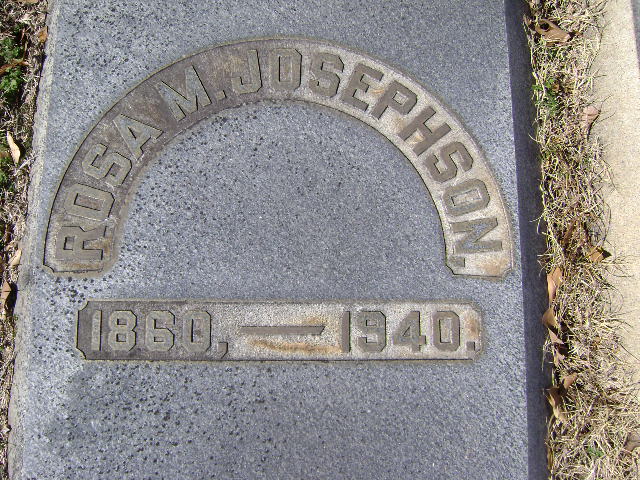 ROSA M. JOSEPHSON.
1860, — 1940.